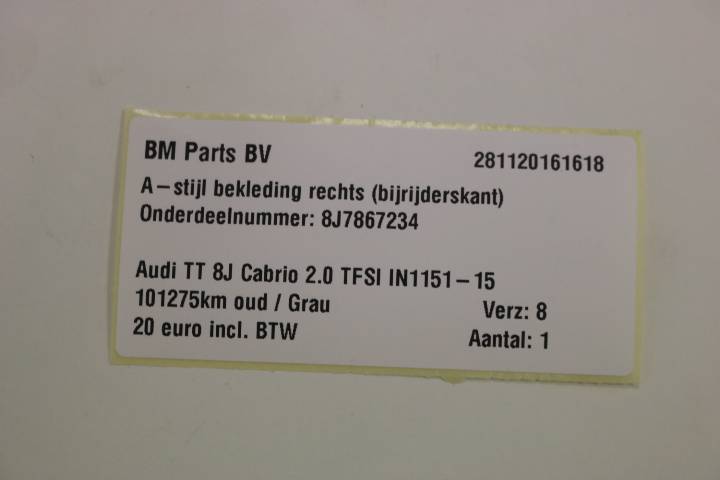 BM Parts BV 281120161618
A-stijl bekleding rechts (bijrijderskant)
Onderdeelnummer: 8J7867234
Audi TT 8J Cabrio 2.0 TFSI IN1151-15
101275km oud / Grau Verz: 8
20 euro incl. BTW Aantal: 1